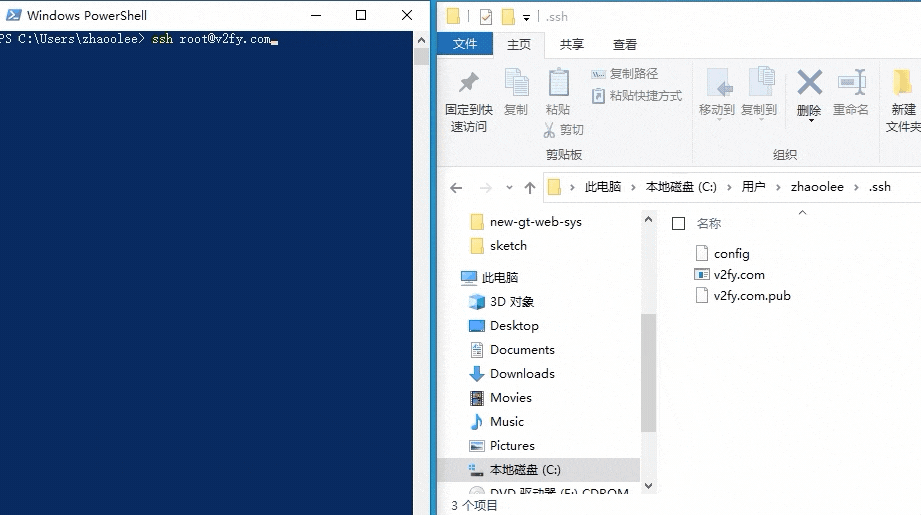 Windows PowerShell
PS C:\Users\zhaoolee> ssh root@v2fy.com
.ssh
文件 主页 共享 查看
固定到快速访问
复制
粘贴
复制路径
粘贴快捷方式
剪切
剪贴板
移动到 复制到 删除 重命名
组织
新建
文件夹
此电脑 本地磁盘 (C:) 用户 zhaoolee .ssh
new-gt-web-sys
sketch
此电脑
3D 对象
Desktop
Documents
Downloads
Movies
Music
Pictures
本地磁盘 (C:)
DVD 驱动器 (F:) CDROM
名称
config
v2fy.com
v2fy.com.pub
3 个项目